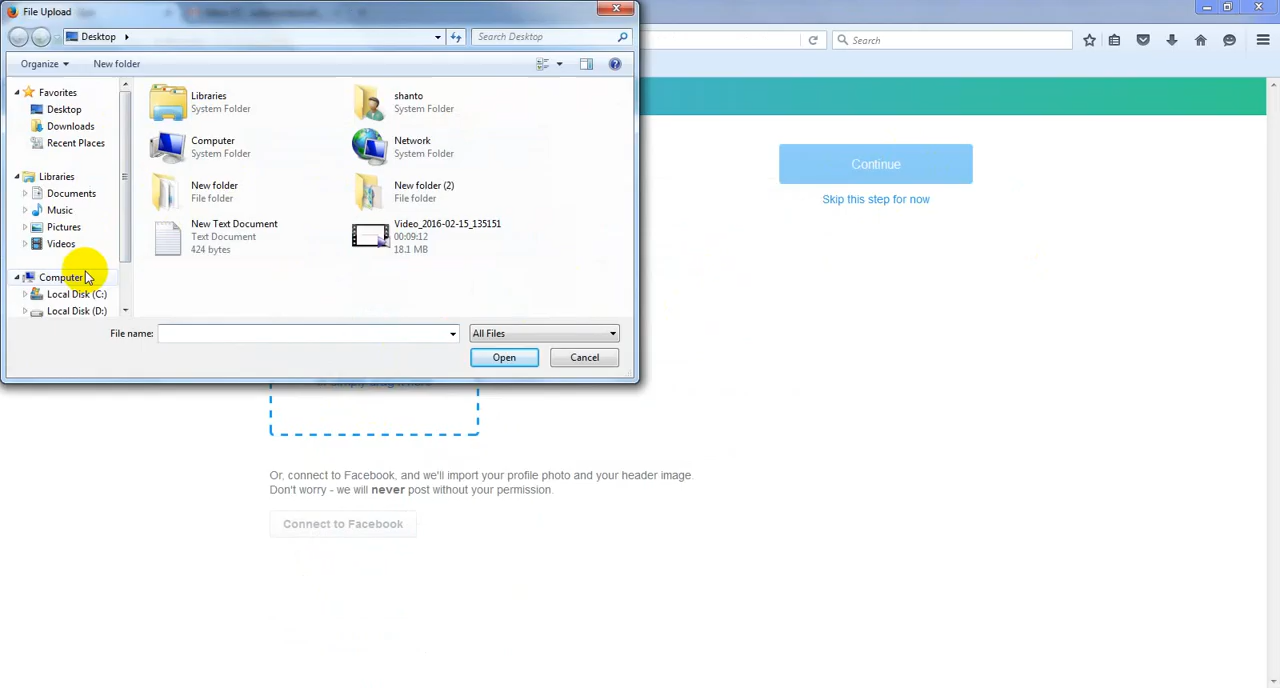 File Upload
Desktop
Search Desktop
Search
Organize
New folder
Favorites
Desktop
Downloads
Recent Places
Libraries
Documents
Music
Pictures
Videos
Computer
Local Disk (C:)
Local Disk (D:)
Libraries
System Folder
shanto
System Folder
Computer
System Folder
Network
System Folder
New folder
File folder
New folder (2)
File folder
New Text Document
Text Document
424 bytes
Video_2016-02-15_135151
00:09:12
18.1 MB
File name:
All Files
Open
Cancel
Continue
Skip this step for now
Or, connect to Facebook, and we'll import your profile photo and your header image.
Don't worry - we will never post without your permission.
Connect to Facebook